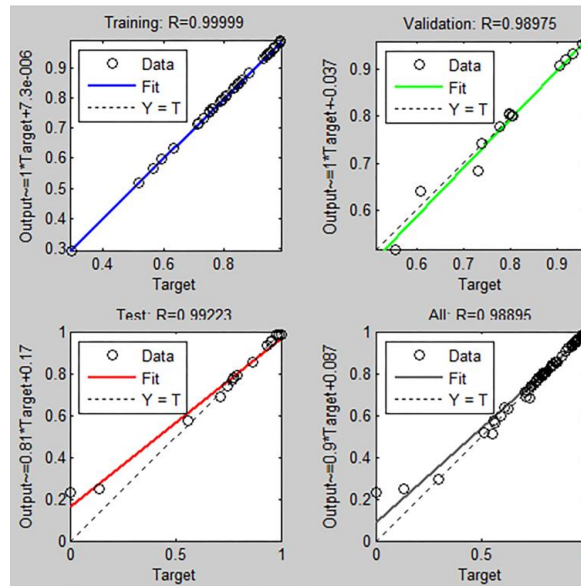 Training: R=0.99999
Output~=1*Target+7.3e-006
0.9
0.8
0.7
0.6
0.5
0.4
0.3
Data
Fit
Y = T
0.4
0.6
0.8
Target
Validation: R=0.98975
Output~=1*Target+-0.037
0.9
0.8
0.7
0.6
Data
Fit
Y = T
0.6
0.7
0.8
0.9
Target
Test: R=0.99223
Output~=0.81*Target+0.17
1
0.8
0.6
0.4
0.2
0
Data
Fit
Y = T
0
0.5
1
Target
All: R=0.98895
Output~=0.9*Target+0.087
1
0.8
0.6
0.4
0.2
0
Data
Fit
Y = T
0
0.5
Target